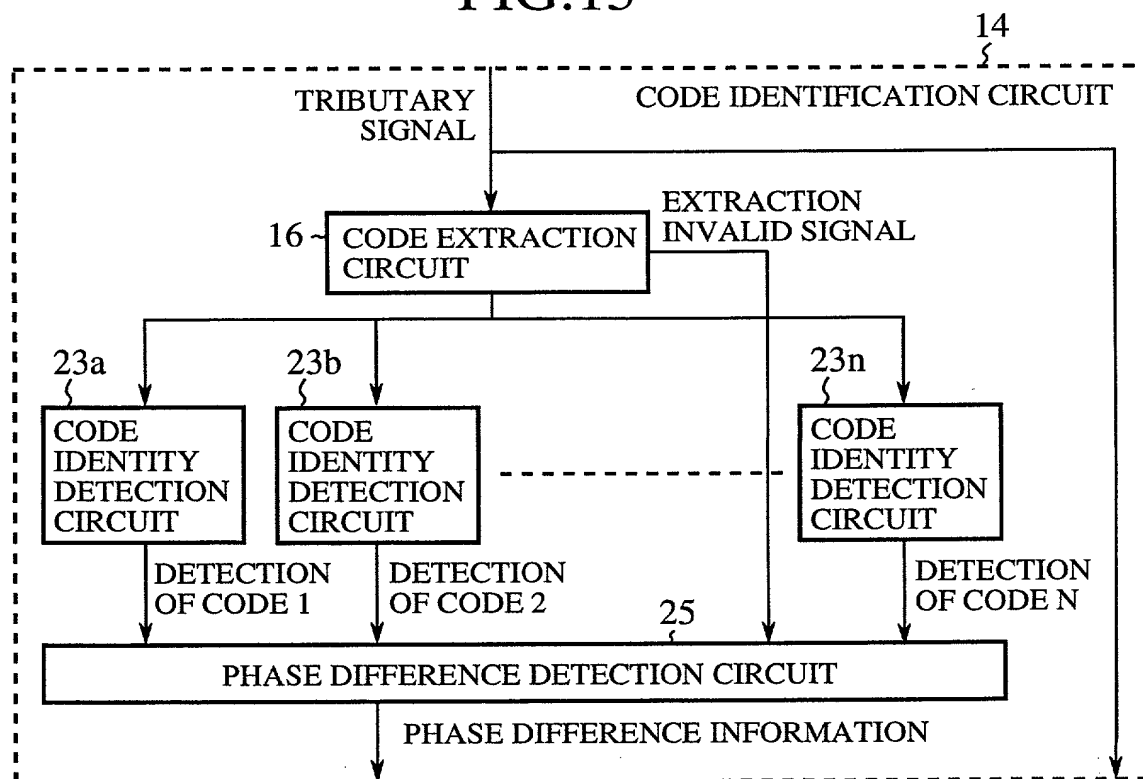 FIG.13
14
TRIBUTARY
SIGNAL
CODE IDENTIFICATION CIRCUIT
EXTRACTION
INVALID SIGNAL
16
CODE EXTRACTION
CIRCUIT
23a
23b
23n
CODE
IDENTITY
DETECTION
CIRCUIT
CODE
IDENTITY
DETECTION
CIRCUIT
CODE
IDENTITY
DETECTION
CIRCUIT
DETECTION
OF CODE 1
DETECTION
OF CODE 2
DETECTION
OF CODE N
25
PHASE DIFFERENCE DETECTION CIRCUIT
PHASE DIFFERENCE INFORMATION